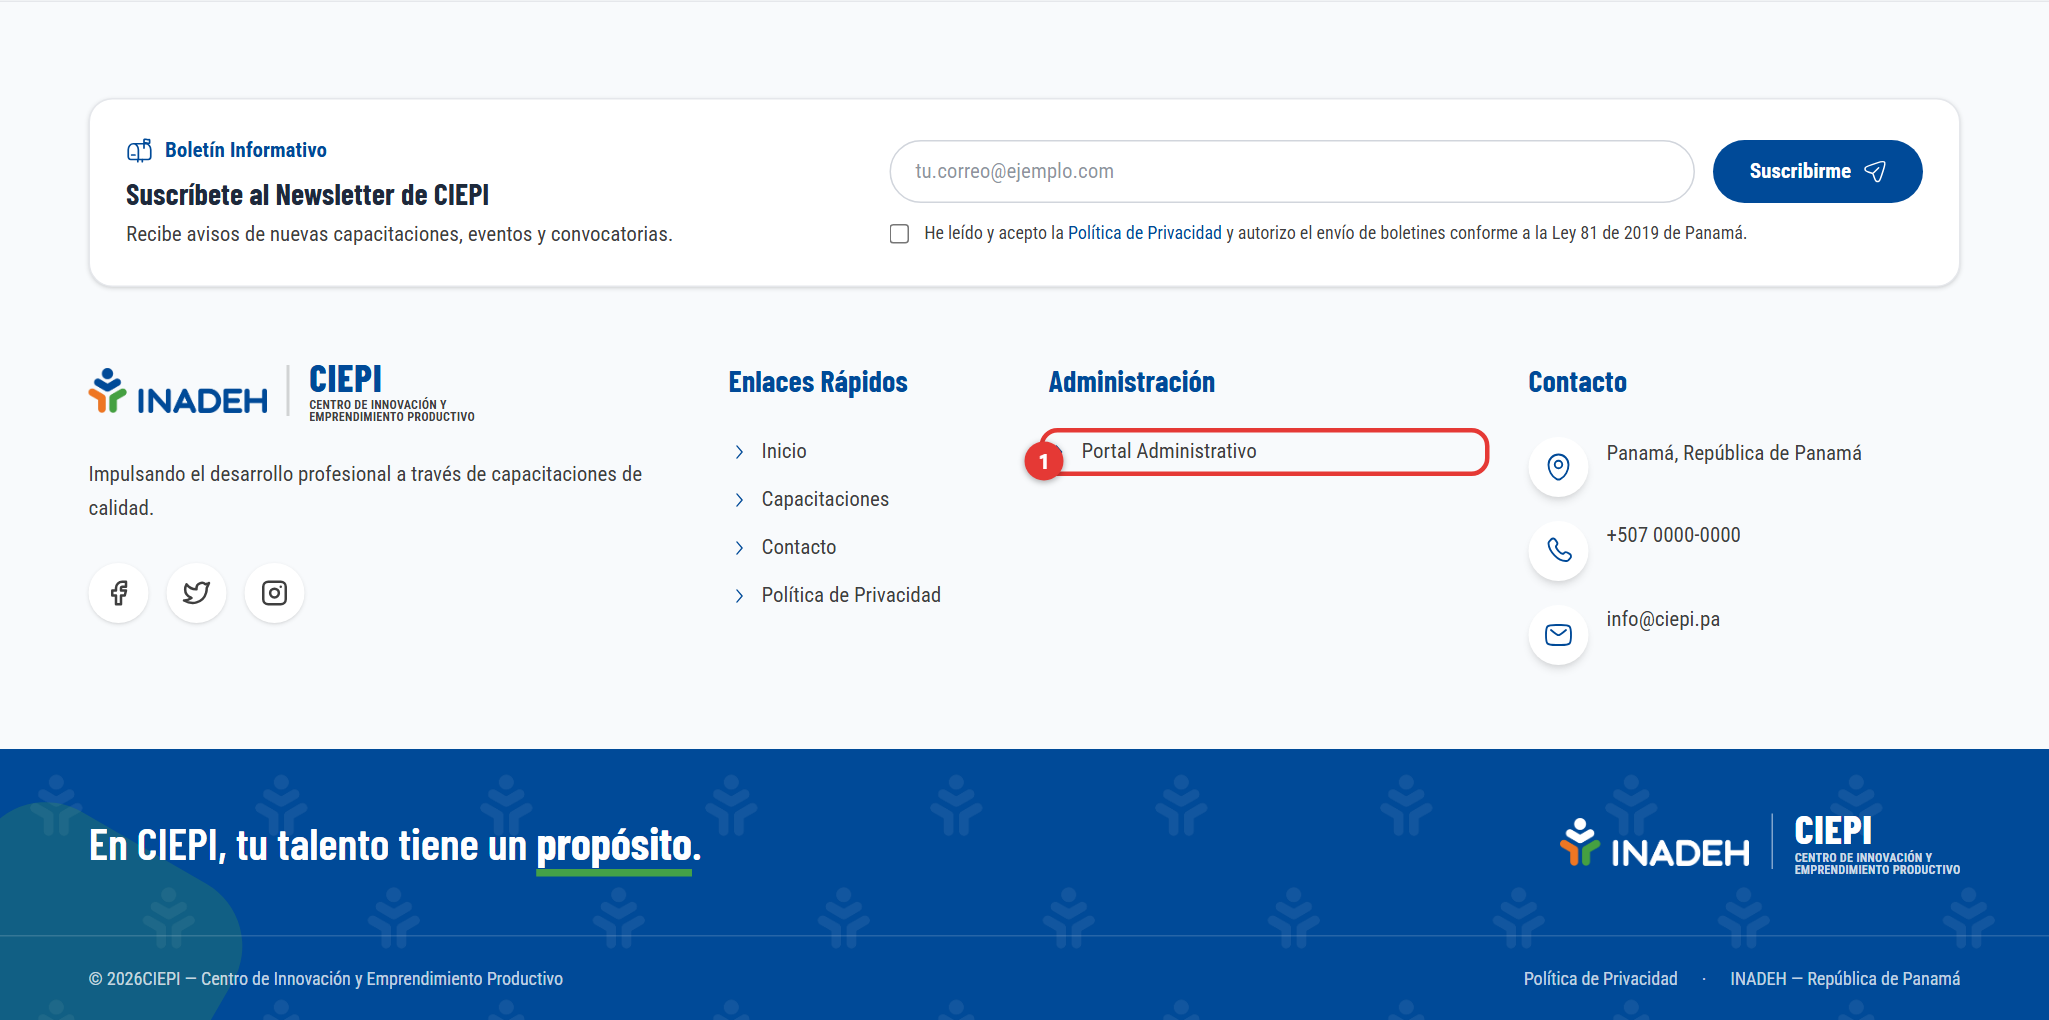 Boletín Informativo
Suscríbete al Newsletter de CIEPI
Recibe avisos de nuevas capacitaciones, eventos y convocatorias.
tu.correo@ejemplo.com
Suscribirme
He leído y acepto la Política de Privacidad y autorizo el envío de boletines conforme a la Ley 81 de 2019 de Panamá.
INADEH
CIEPI
CENTRO DE INNOVACIÓN Y
EMPRENDIMIENTO PRODUCTIVO
Impulsando el desarrollo profesional a través de capacitaciones de
calidad.
Enlaces Rápidos
Inicio
Capacitaciones
Contacto
Política de Privacidad
Administración
1
Portal Administrativo
Contacto
Panamá, República de Panamá
+507 0000-0000
info@ciepi.pa
En CIEPI, tu talento tiene un propósito.
INADEH
CIEPI
CENTRO DE INNOVACIÓN Y
EMPRENDIMIENTO PRODUCTIVO
© 2026CIEPI — Centro de Innovación y Emprendimiento Productivo
Política de Privacidad · INADEH — República de Panamá